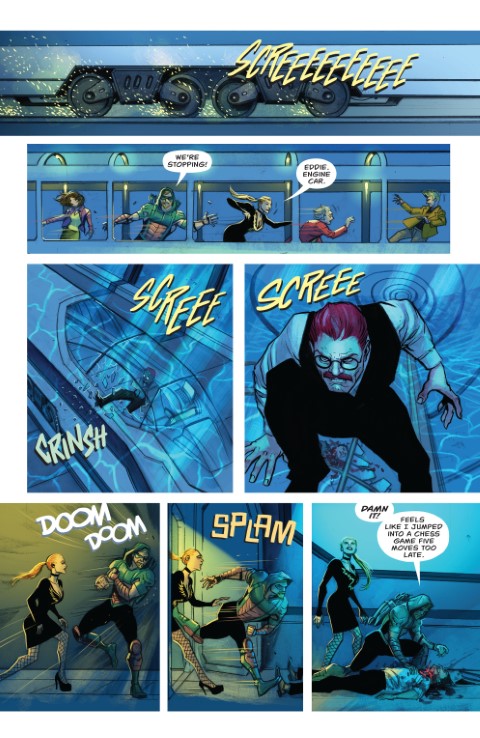 SCREEEEEEEEEE
WE'RE
STOPPING!
EDDIE,
ENGINE
CAR.
SCREEE
CRINSH
SCREEE
DOOM
DOOM
SPLAM
DAMN
IT!
FEELS
LIKE I JUMPED
INTO A CHESS
GAME FIVE
MOVES TOO
LATE.